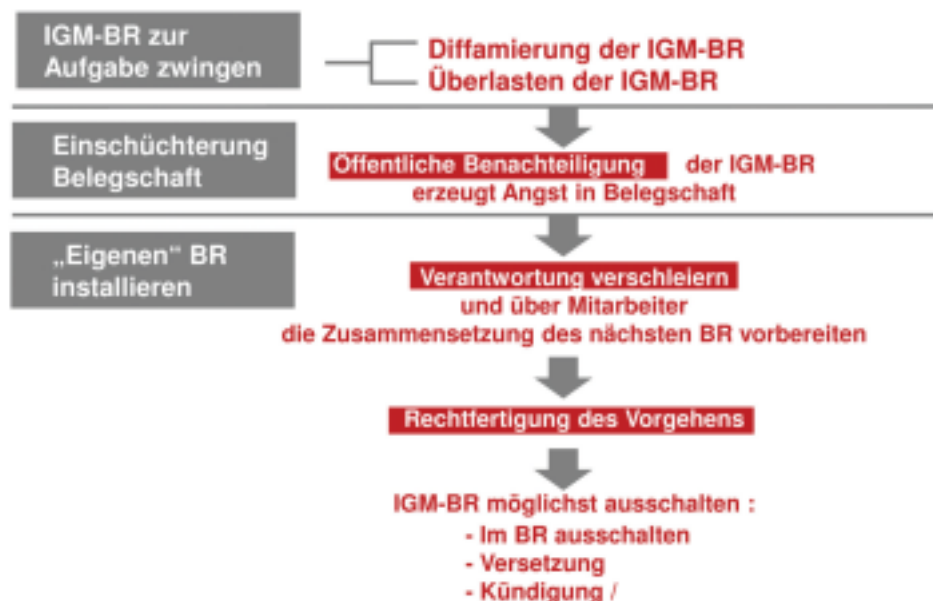 IGM-BR zur
Aufgabe zwingen
Diffamierung der IGM-BR
Überlasten der IGM-BR
Einschüchterung
Belegschaft
Öffentliche Benachteiligung der IGM-BR
erzeugt Angst in Belegschaft
„Eigenen“ BR
installieren
Verantwortung verschleiern
und über Mitarbeiter
die Zusammensetzung des nächsten BR vorbereiten
Rechtfertigung des Vorgehens
IGM-BR möglichst ausschalten :
- Im BR ausschalten
- Versetzung
- Kündigung /